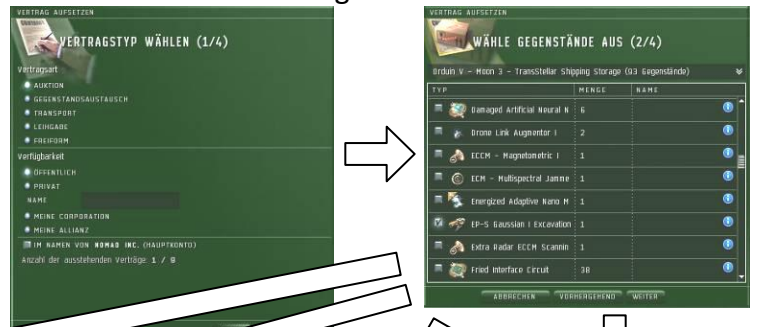 VERTRAG AUFSETZEN
VERTRAGSTYP WÄHLEN (1/4)
Vertragsart
AUKTION
GEGENSTANDSAUSTAUSCH
TRANSPORT
LEIHGABE
FREIFORM
Verfügbarkeit
ÖFFENTLICH
PRIVAT
NAME
MEINE CORPORATION
MEINE ALLIANZ
IM NAMEN VON NOMAD INC. (HAUPTKONTO)
Anzahl der ausstehenden Verträge: 1 / 9
VERTRAG AUFSETZEN
WÄHLE GEGENSTÄNDE AUS (2/4)
Orduin V - Moon 3 - TransStellar Shipping Storage (93 Gegenstände)
TYP MENGE NAME
Damaged Artificial Neural N 6
Drone Link Augmentor I 2
ECCM - Magnetometric I 1
ECM - Multispectral Jamme 1
Energized Adaptive Nano M 1
EP-S Gaussian I Excavation 1
Extra Radar ECCM Scannin 1
Fried Interface Circuit 38
ABBRECHEN VORHERGEHEND WEITER